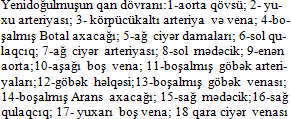 Yenidoğulmuşun qan dövranı:1-aorta qövsü; 2- yu-
xu arteriyası; 3- körpücükaltı arteriya və vena; 4-bo-
şalmış Botal axacağı; 5-ağ ciyər damaları; 6-sol qu-
laqcıq; 7-ağ ciyər arteriyası; 8-sol mədəcik;9-enən
aorta;10-aşağı boş vena; 11-boşalmış göbək arteri-
yaları;12-göbək həlqəsi;13-boşalmış göbək venası;
14-boşalmış Arans axacağı; 15-sağ mədəcik;16-sağ
qulaqcıq; 17- yuxarı boş vena; 18 qara ciyər venası